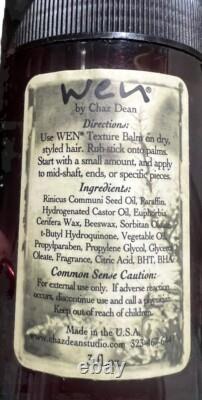 wen®
by Chaz Dean
Directions:
Use WEN® Texture Balm on dry,
styled hair. Rub stick onto palms.
Start with a small amount, and apply
to mid-shaft, ends, or specific pieces.
Ingredients:
Rinicus Communi Seed Oil, Paraffin,
Hydrogenated Castor Oil, Euphorbia
Cerifera Wax, Beeswax, Sorbitan
t-Butyl Hydroquinone, Vegetable Oil,
Propylparaben, Propylene Glycol,
Oleate, Fragrance, Citric Acid, BHT, BHA
Common Sense Caution:
For external use only. If adverse reaction
occurs, discontinue use and call a physician.
Keep out of reach of children.
Made in the U.S.A.
www.chazdeanstudio.com
3.0 oz
ebay